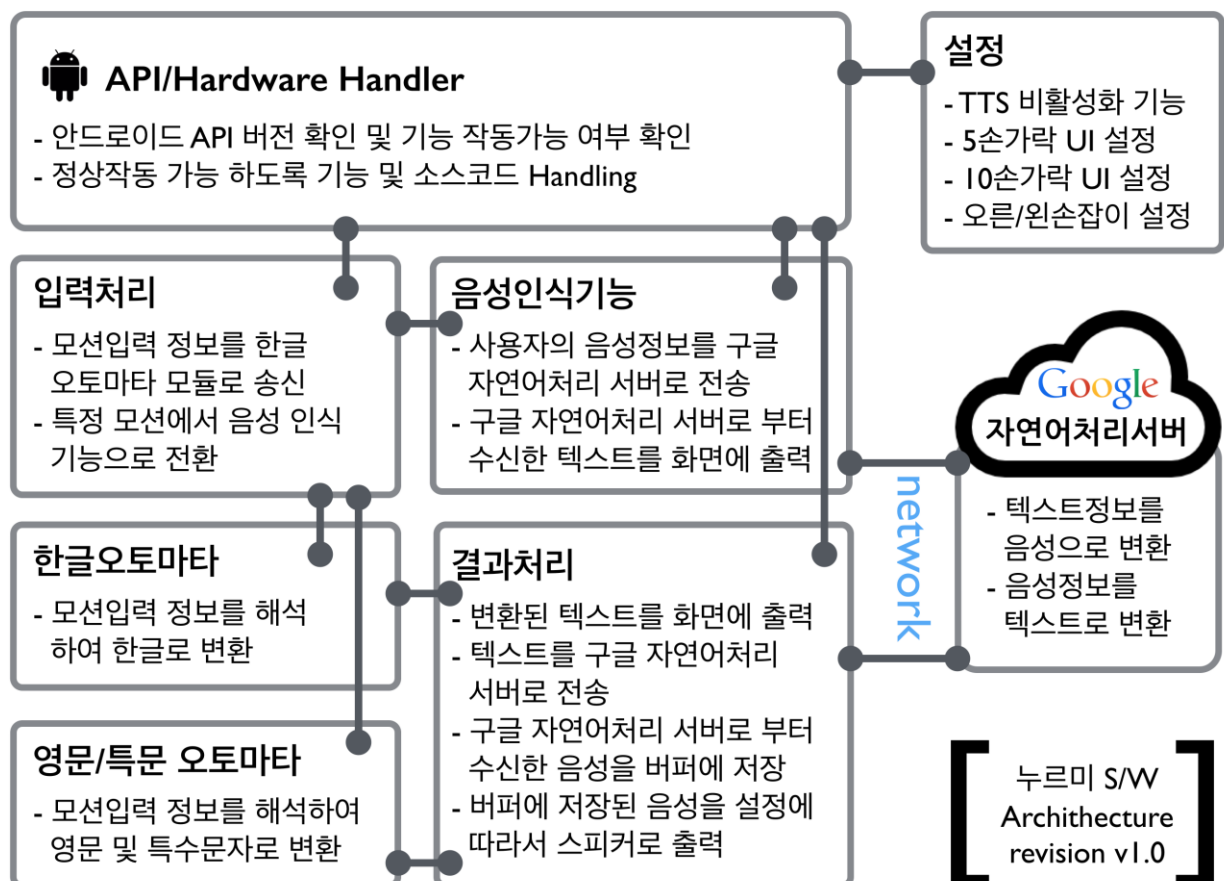 API/Hardware Handler
- 안드로이드 API 버전 확인 및 기능 작동가능 여부 확인
- 정상작동 가능 하도록 기능 및 소스코드 Handling
설정
- TTS 비활성화 기능
- 5손가락 UI 설정
- 10손가락 UI 설정
- 오른/왼손잡이 설정
입력처리
- 모션입력 정보를 한글
오토마타 모듈로 송신
- 특정 모션에서 음성 인식
기능으로 전환
음성인식기능
- 사용자의 음성정보를 구글
자연어처리 서버로 전송
- 구글 자연어처리 서버로 부터
수신한 텍스트를 화면에 출력
Google
자연어처리서버
- 텍스트정보를
음성으로 변환
- 음성정보를
텍스트로 변환
network
한글오토마타
- 모션입력 정보를 해석
하여 한글로 변환
결과처리
- 변환된 텍스트를 화면에 출력
- 텍스트를 구글 자연어처리
서버로 전송
- 구글 자연어처리 서버로 부터
수신한 음성을 버퍼에 저장
- 버퍼에 저장된 음성을 설정에
따라서 스피커로 출력
영문/특문 오토마타
- 모션입력 정보를 해석하여
영문 및 특수문자로 변환
누르미 S/W
Archithecture
revision v1.0